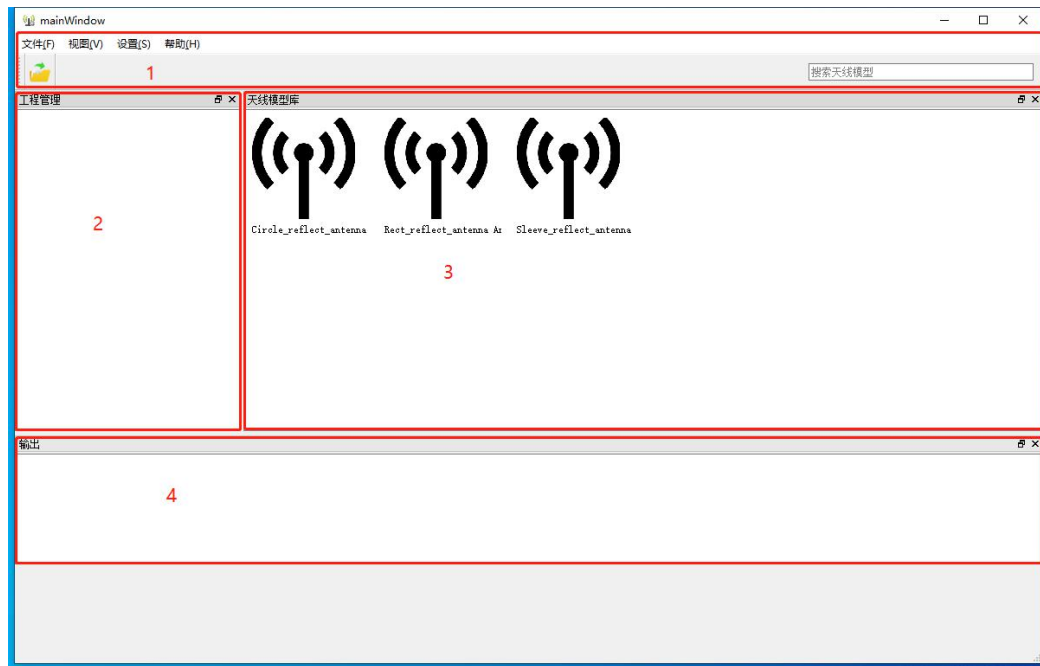 mainWindow
文件(F) 视图(V) 设置(S) 帮助(H)
1
搜索天线模型
工程管理
天线模型库
2
Circle_reflect_antenna Rect_reflect_antenna Sleeve_reflect_antenna
3
输出
4